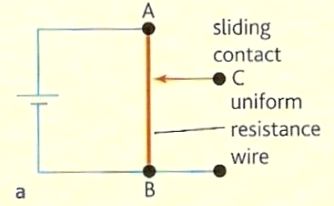 A
sliding
contact
C
uniform
resistance
wire
a
B